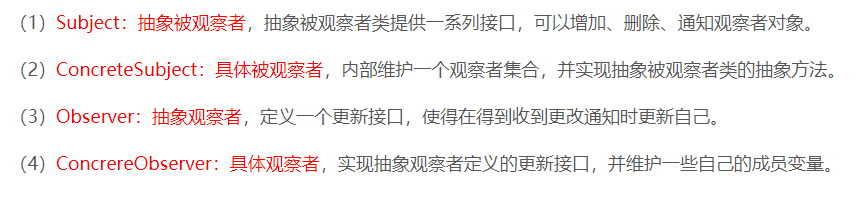 （1）Subject：抽象被观察者，抽象被观察者类提供一系列接口，可以增加、删除、通知观察者对象。
（2）ConcreteSubject：具体被观察者，内部维护一个观察者集合，并实现抽象被观察者类的抽象方法。
（3）Observer：抽象观察者，定义一个更新接口，使得在得到收到更改通知时更新自己。
（4）ConcrereObserver：具体观察者，实现抽象观察者定义的更新接口，并维护一些自己的成员变量。